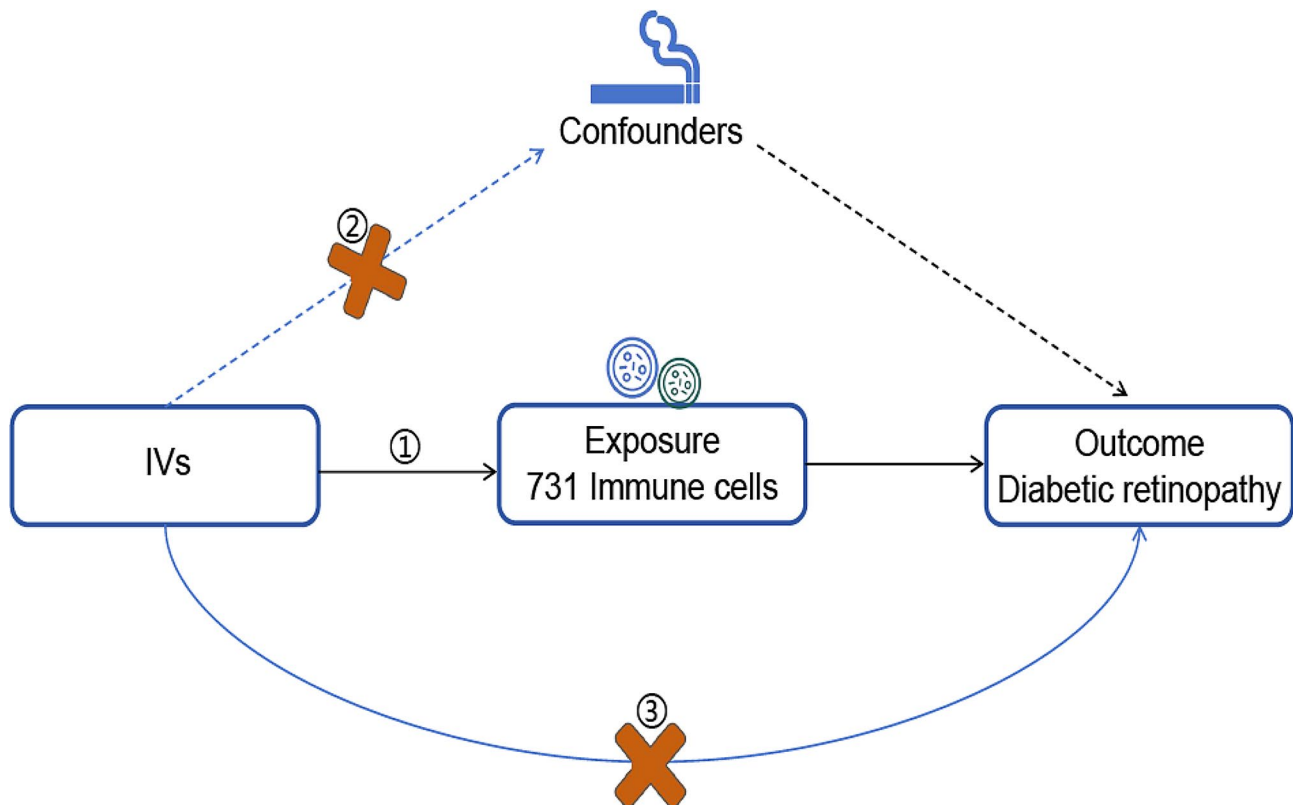 Confounders
②
①
IVs
Exposure
731 Immune cells
Outcome
Diabetic retinopathy
③